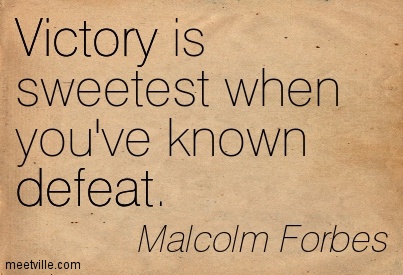 Victory is
sweetest when
you've known
defeat.
Malcolm Forbes
meetville.com